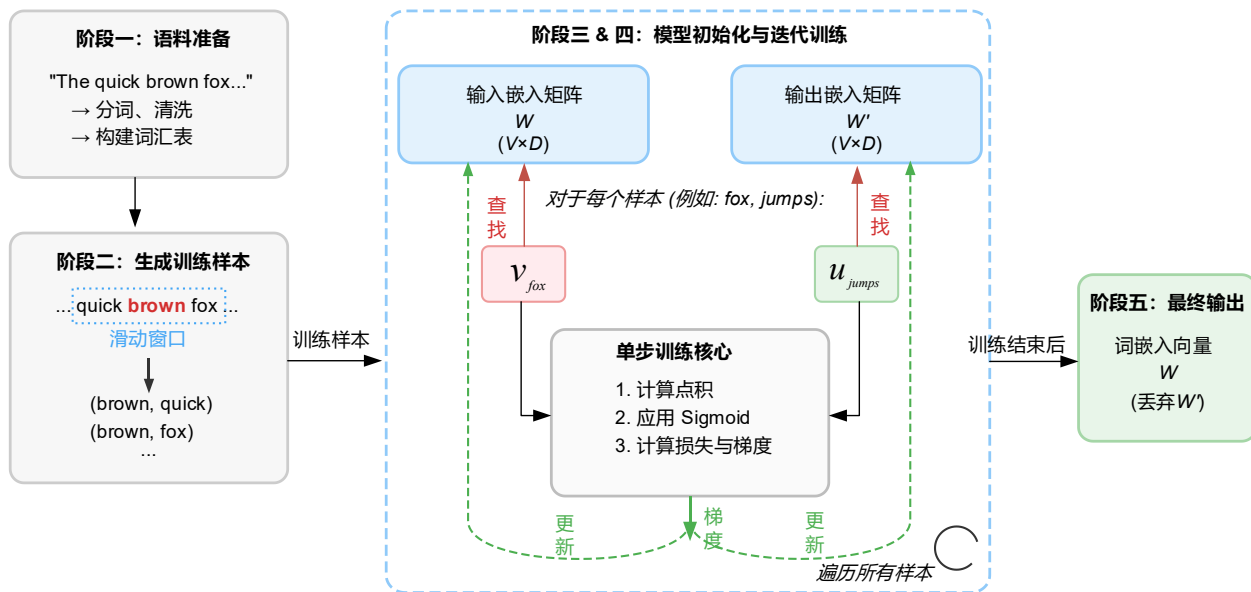 阶段一：语料准备
"The quick brown fox..."
→ 分词、清洗
→ 构建词汇表
阶段二：生成训练样本
... quick brown fox ...
滑动窗口
(brown, quick)
(brown, fox)
...
训练样本
阶段三 & 四：模型初始化与迭代训练
输入嵌入矩阵
W
(V×D)
输出嵌入矩阵
W'
(V×D)
对于每个样本 (例如: fox, jumps):
查
找
查
找
v_fox
u_jumps
单步训练核心
1. 计算点积
2. 应用 Sigmoid
3. 计算损失与梯度
更
新
梯
度
更
新
遍历所有样本
训练结束后
阶段五：最终输出
词嵌入向量
W
(丢弃W')